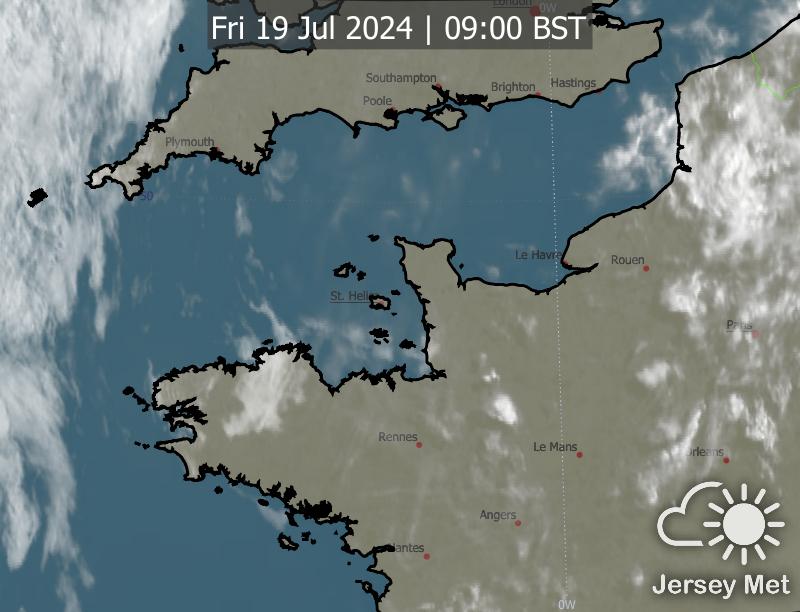 London
0W
Fri 19 Jul 2024 | 09:00 BST
Southampton
Brighton
Hastings
Poole
Plymouth
50
Le Havre
Rouen
St. Helier
Paris
Rennes
Le Mans
Orleans
Angers
Nantes
Jersey Met
0W